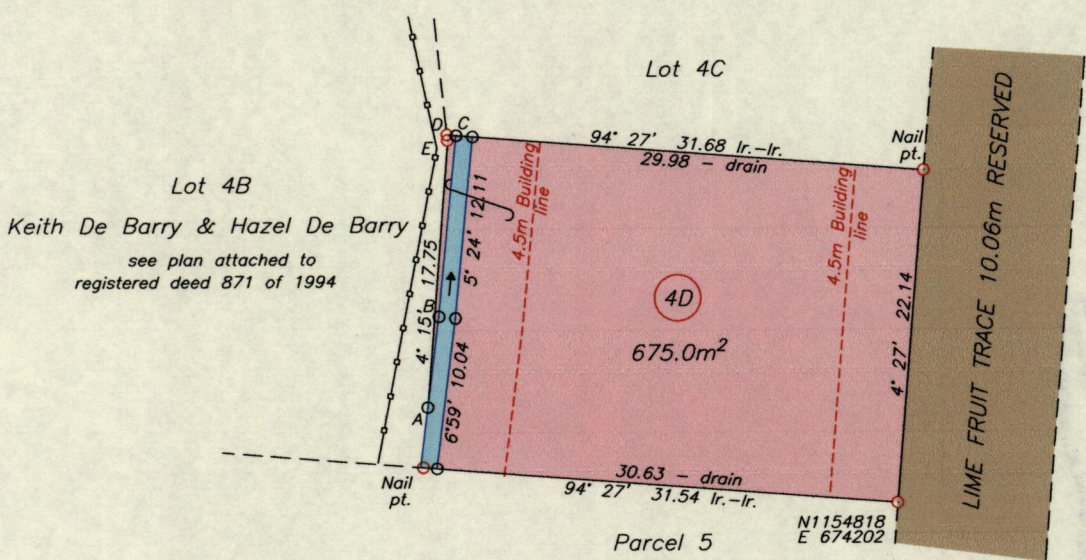 Lot 4C
94° 27' 31.68 Ir.-Ir.
29.98 - drain
Nail
pt.
D
C
E
Lot 4B
Keith De Barry & Hazel De Barry
see plan attached to
registered deed 871 of 1994
4° 15' 17.75
B
A
5° 24' 12.11
6°59' 10.04
4.5m Building
line
4.5m Building
line
4D
675.0m²
4° 27' 22.14
LIME FRUIT TRACE 10.06m RESERVED
30.63 - drain
94° 27' 31.54 Ir.-Ir.
Nail
pt.
N1154818
E 674202
Parcel 5